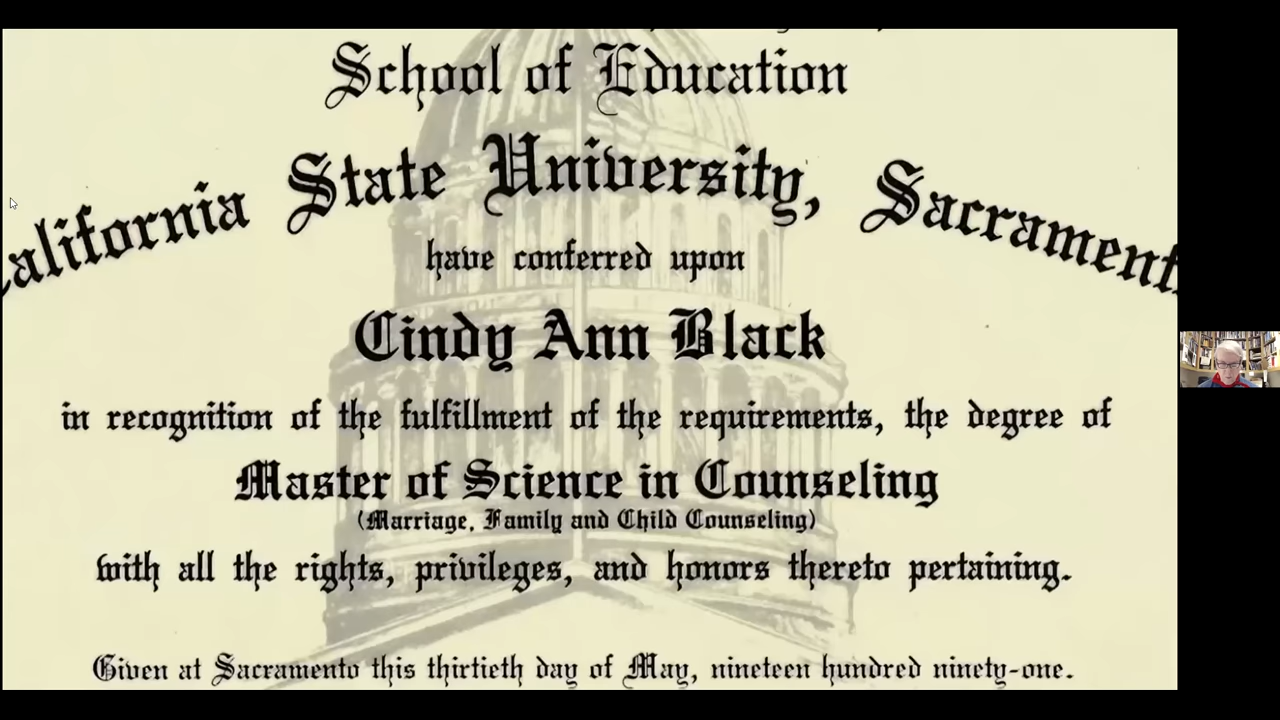 School of Education
California State University, Sacramento
have conferred upon
Cindy Ann Black
in recognition of the fulfillment of the requirements, the degree of
Master of Science in Counseling
(Marriage, Family and Child Counseling)
with all the rights, privileges, and honors thereto pertaining.
Given at Sacramento this thirtieth day of May, nineteen hundred ninety-one.